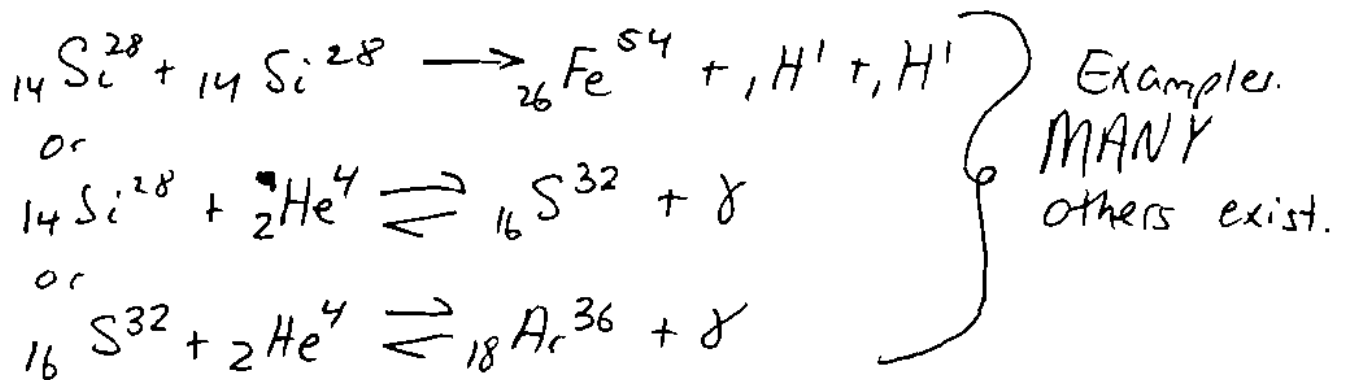 ₁₄Si²⁸ + ₁₄Si²⁸ → ₂₆Fe⁵⁴ + ₁H¹ + ₁H¹
or
₁₄Si²⁸ + ₂He⁴ ⇌ ₁₆S³² + γ
or
₁₆S³² + ₂He⁴ ⇌ ₁₈Ar³⁶ + γ
Examples.
MANY
others exist.